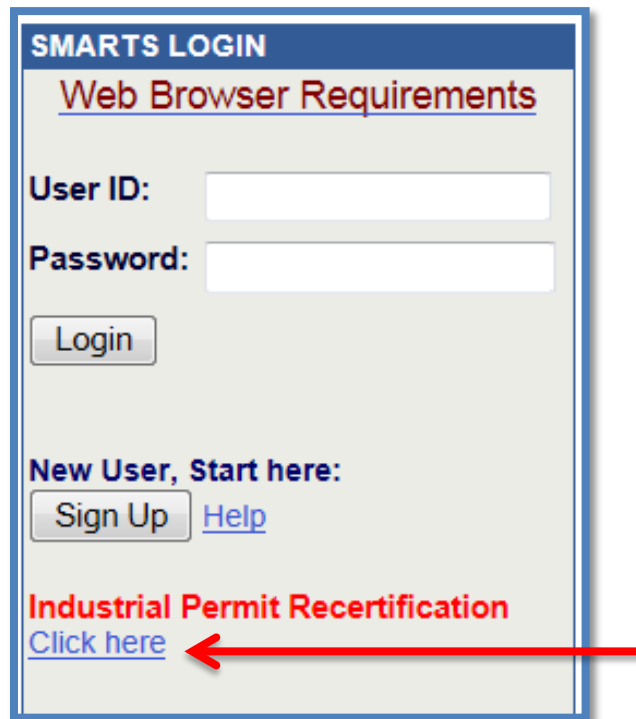 SMARTS LOGIN
Web Browser Requirements
User ID:
Password:
Login
New User, Start here:
Sign Up Help
Industrial Permit Recertification
Click here